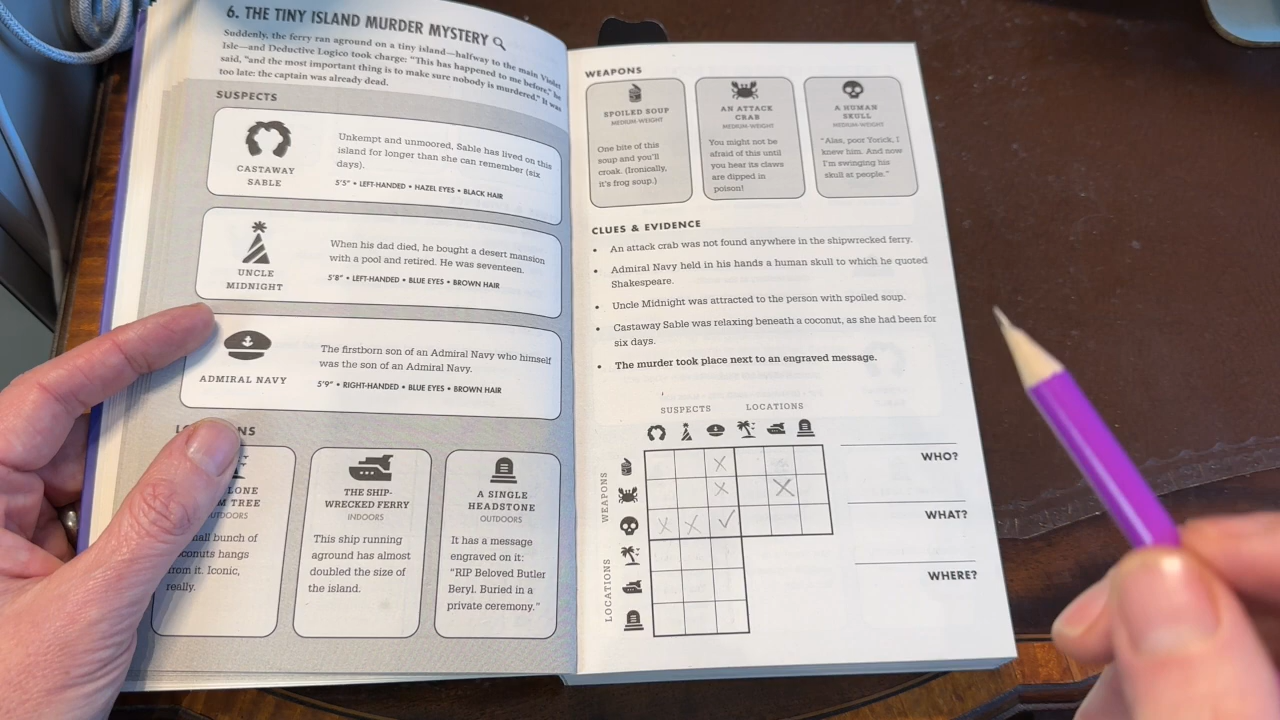 6. THE TINY ISLAND MURDER MYSTERY
Suddenly, the ferry ran aground on a tiny island—halfway to the main Violet
Isle—and Deductive Logico took charge: "This has happened to me before," he
said, "and the most important thing is to make sure nobody is murdered." It was
too late: the captain was already dead.
SUSPECTS
CASTAWAY
SABLE
Unkempt and unmoored, Sable has lived on this
island for longer than she can remember (six
days).
5'5" • LEFT-HANDED • HAZEL EYES • BLACK HAIR
UNCLE
MIDNIGHT
When his dad died, he bought a desert mansion
with a pool and retired. He was seventeen.
5'8" • LEFT-HANDED • BLUE EYES • BROWN HAIR
ADMIRAL NAVY
The firstborn son of an Admiral Navy who himself
was the son of an Admiral Navy.
5'9" • RIGHT-HANDED • BLUE EYES • BROWN HAIR
LONE
TREE
bunch of
hangs
from it. Iconic,
really.
THE SHIP-
WRECKED FERRY
INDOORS
This ship running
aground has almost
doubled the size of
the island.
A SINGLE
HEADSTONE
OUTDOORS
It has a message
engraved on it:
"RIP Beloved Butler
Beryl. Buried in a
private ceremony."
WEAPONS
SPOILED SOUP
MEDIUM-WEIGHT
One bite of this
soup and you'll
croak. (Ironically,
it's frog soup.)
AN ATTACK
CRAB
MEDIUM-WEIGHT
You might not be
afraid of this until
you hear its claws
are dipped in
poison!
A HUMAN
SKULL
MEDIUM-WEIGHT
"Alas, poor Yorick, I
knew him. And now
I'm swinging his
skull at people."
CLUES & EVIDENCE
• An attack crab was not found anywhere in the shipwrecked ferry.
• Admiral Navy held in his hands a human skull to which he quoted
Shakespeare.
• Uncle Midnight was attracted to the person with spoiled soup.
• Castaway Sable was relaxing beneath a coconut, as she had been for
six days.
• The murder took place next to an engraved message.
SUSPECTS LOCATIONS
WEAPONS
LOCATIONS
WHO?
WHAT?
WHERE?